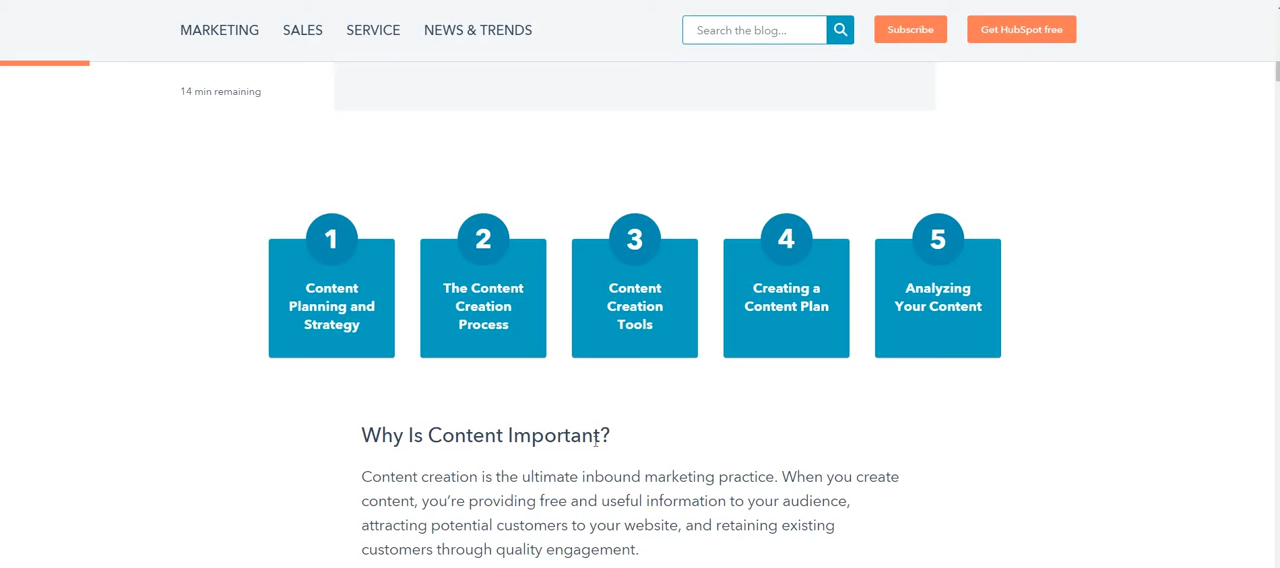 MARKETING SALES SERVICE NEWS & TRENDS Search the blog... Subscribe Get HubSpot free
14 min remaining
1 2 3 4 5
Content Planning and Strategy
The Content Creation Process
Content Creation Tools
Creating a Content Plan
Analyzing Your Content
Why Is Content Important?
Content creation is the ultimate inbound marketing practice. When you create
content, you’re providing free and useful information to your audience,
attracting potential customers to your website, and retaining existing
customers through quality engagement.